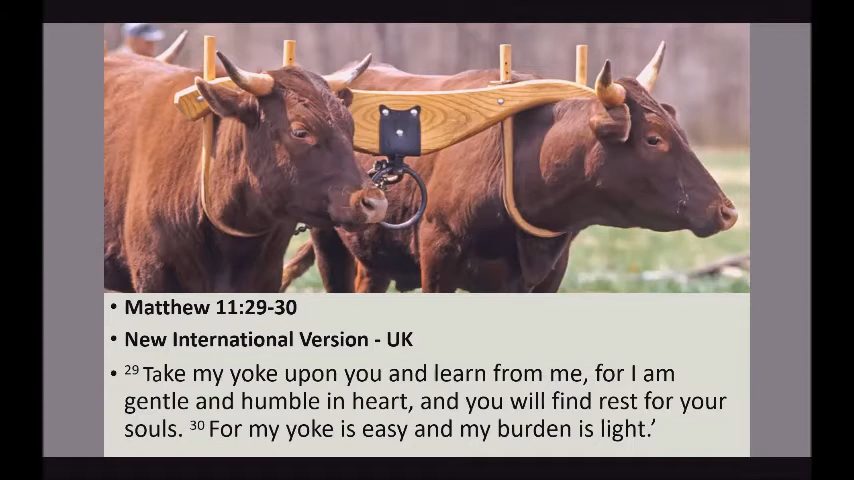 • Matthew 11:29-30
• New International Version - UK
• 29 Take my yoke upon you and learn from me, for I am
gentle and humble in heart, and you will find rest for your
souls. 30 For my yoke is easy and my burden is light.’